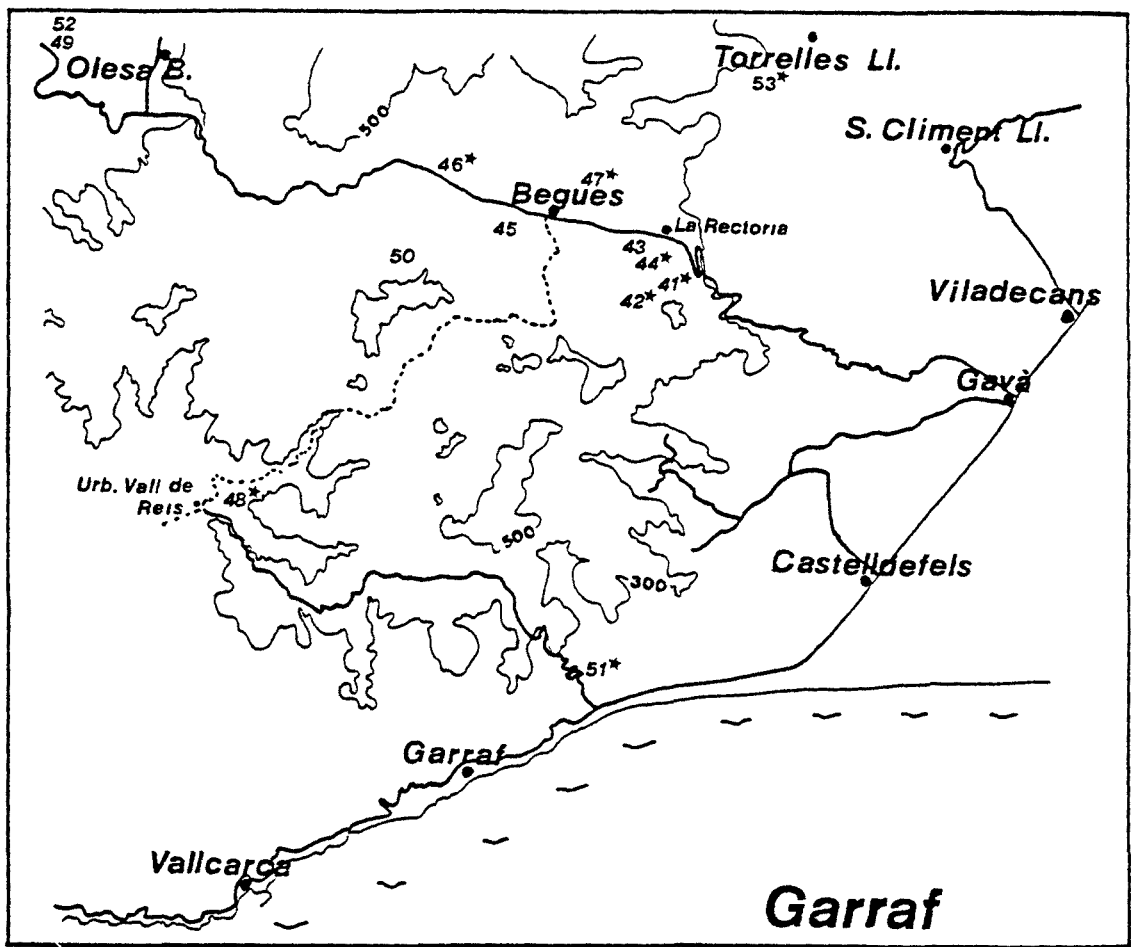 52
49
Olesa B.
Torrelles Ll.
53*
500
S. Climent Ll.
46*
47*
Begues
45
La Rectoria
43
44*
50
41*
42*
Viladecans
Gavà
Urb. Vall de
Reis
48*
500
300
Castelldefels
51*
Garraf
Vallcarca
Garraf